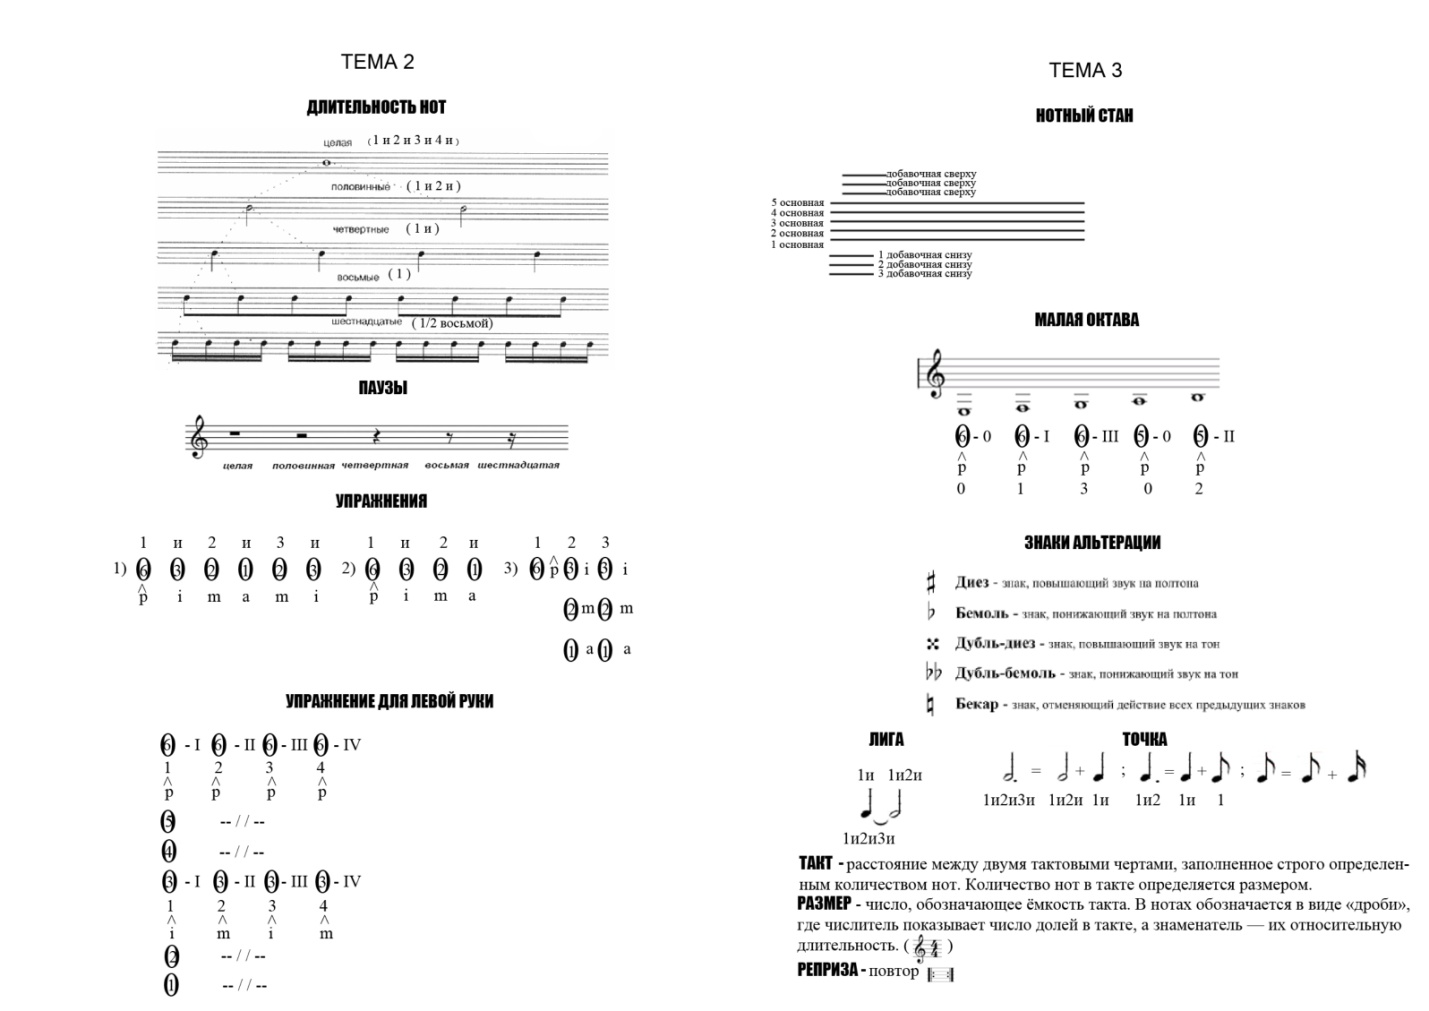 ТЕМА 2
ДЛИТЕЛЬНОСТЬ НОТ
целая (1 и 2 и 3 и 4 и)
половинные (1 и 2 и)
четвертные (1 и)
восьмые (1)
шестнадцатые (1/2 восьмой)
ПАУЗЫ
целая половинная четвертная восьмая шестнадцатая
УПРАЖНЕНИЯ
1 и 2 и 3 и 1 и 2 и 1 2 3
1) 6 3 2 1 2 3 2) 6 3 2 1 3) 6 ^ p 3 i 3 i
^ ^
p i m a m i p i m a
2 m 2 m
1 a 1 a
УПРАЖНЕНИЕ ДЛЯ ЛЕВОЙ РУКИ
6 - I 6 - II 6 - III 6 - IV
1 2 3 4
^ ^ ^ ^
p p p p
5 -- / / --
4 -- / / --
3 - I 3 - II 3 - III 3 - IV
1 2 3 4
^ ^ ^ ^
i m i m
2 -- / / --
1 -- / / --
ТЕМА 3
НОТНЫЙ СТАН
добавочная сверху
добавочная сверху
добавочная сверху
5 основная
4 основная
3 основная
2 основная
1 основная
1 добавочная снизу
2 добавочная снизу
3 добавочная снизу
МАЛАЯ ОКТАВА
6 - 0 6 - I 6 - III 5 - 0 5 - II
^ ^ ^ ^ ^
p p p p p
0 1 3 0 2
ЗНАКИ АЛЬТЕРАЦИИ
♯ Диез - знак, повышающий звук на полтона
♭ Бемоль - знак, понижающий звук на полтона
𝄪 Дубль-диез - знак, повышающий звук на тон
♭♭ Дубль-бемоль - знак, понижающий звук на тон
♮ Бекар - знак, отменяющий действие всех предыдущих знаков
ЛИГА
1и 1и2и
1и2и3и
ТОЧКА
= + ; = + ; = +
1и2и3и 1и2и 1и 1и2 1и 1
ТАКТ - расстояние между двумя тактовыми чертами, заполненное строго определен-
ным количеством нот. Количество нот в такте определяется размером.
РАЗМЕР - число, обозначающее ёмкость такта. В нотах обозначается в виде «дроби»,
где числитель показывает число долей в такте, а знаменатель — их относительную
длительность. ( 4/4 )
РЕПРИЗА - повтор